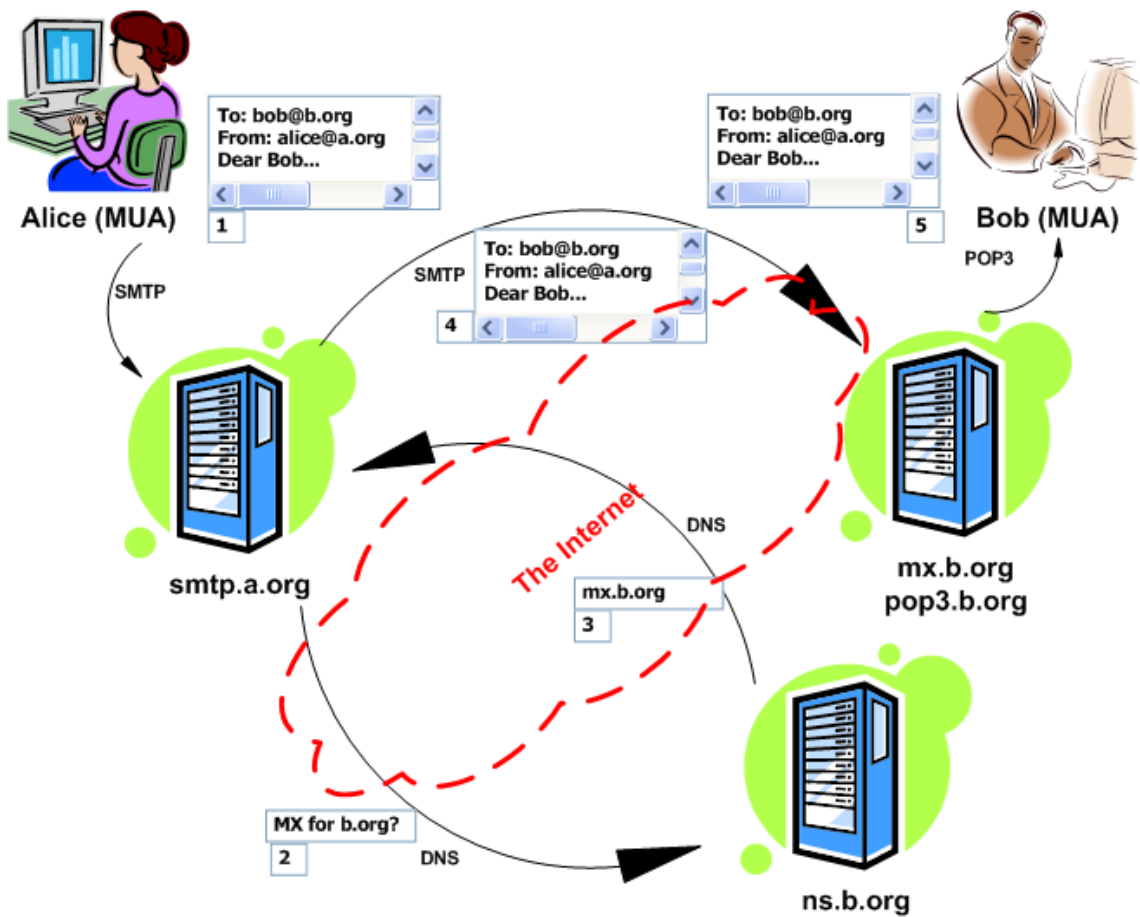 To: bob@b.org
From: alice@a.org
Dear Bob...
1
Alice (MUA)
SMTP
To: bob@b.org
From: alice@a.org
Dear Bob...
5
Bob (MUA)
POP3
SMTP
To: bob@b.org
From: alice@a.org
Dear Bob...
4
smtp.a.org
The Internet
DNS
mx.b.org
3
mx.b.org
pop3.b.org
MX for b.org?
2
DNS
ns.b.org